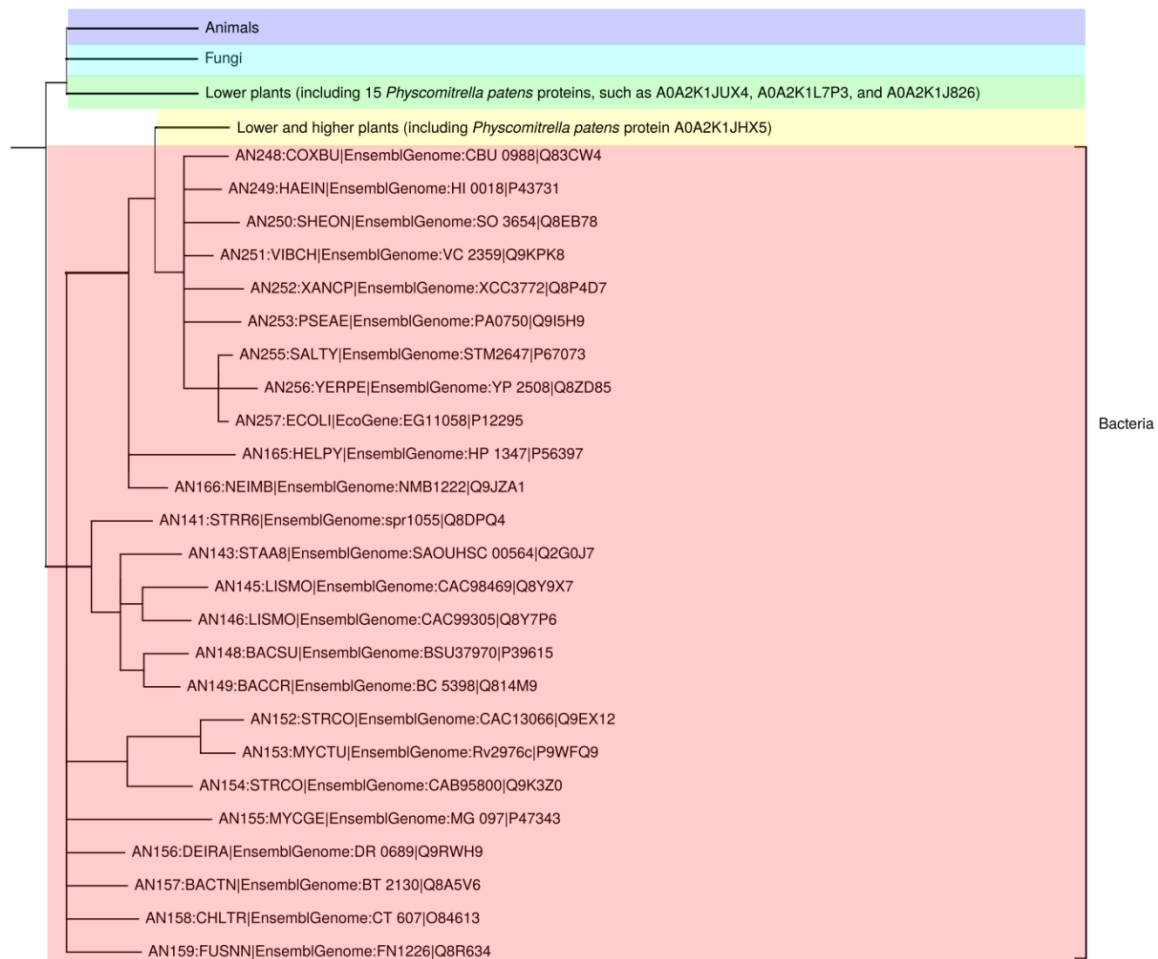 Animals
Fungi
Lower plants (including 15 Physcomitrella patens proteins, such as A0A2K1JUX4, A0A2K1L7P3, and A0A2K1J826)
Lower and higher plants (including Physcomitrella patens protein A0A2K1JHX5)
AN248:COXBU|EnsemblGenome:CBU 0988|Q83CW4
AN249:HAEIN|EnsemblGenome:HI 0018|P43731
AN250:SHEON|EnsemblGenome:SO 3654|Q8EB78
AN251:VIBCH|EnsemblGenome:VC 2359|Q9KPK8
AN252:XANCP|EnsemblGenome:XCC3772|Q8P4D7
AN253:PSEAE|EnsemblGenome:PA0750|Q9I5H9
AN255:SALTY|EnsemblGenome:STM2647|P67073
AN256:YERPE|EnsemblGenome:YP 2508|Q8ZD85
AN257:ECOLI|EcoGene:EG11058|P12295
Bacteria
AN165:HELPY|EnsemblGenome:HP 1347|P56397
AN166:NEIMB|EnsemblGenome:NMB1222|Q9JZA1
AN141:STRR6|EnsemblGenome:spr1055|Q8DPQ4
AN143:STAA8|EnsemblGenome:SAOUHSC 00564|Q2G0J7
AN145:LISMO|EnsemblGenome:CAC98469|Q8Y9X7
AN146:LISMO|EnsemblGenome:CAC99305|Q8Y7P6
AN148:BACSU|EnsemblGenome:BSU37970|P39615
AN149:BACCR|EnsemblGenome:BC 5398|Q814M9
AN152:STRCO|EnsemblGenome:CAC13066|Q9EX12
AN153:MYCTU|EnsemblGenome:Rv2976c|P9WFQ9
AN154:STRCO|EnsemblGenome:CAB95800|Q9K3Z0
AN155:MYCGE|EnsemblGenome:MG 097|P47343
AN156:DEIRA|EnsemblGenome:DR 0689|Q9RWH9
AN157:BACTN|EnsemblGenome:BT 2130|Q8A5V6
AN158:CHLTR|EnsemblGenome:CT 607|O84613
AN159:FUSNN|EnsemblGenome:FN1226|Q8R634